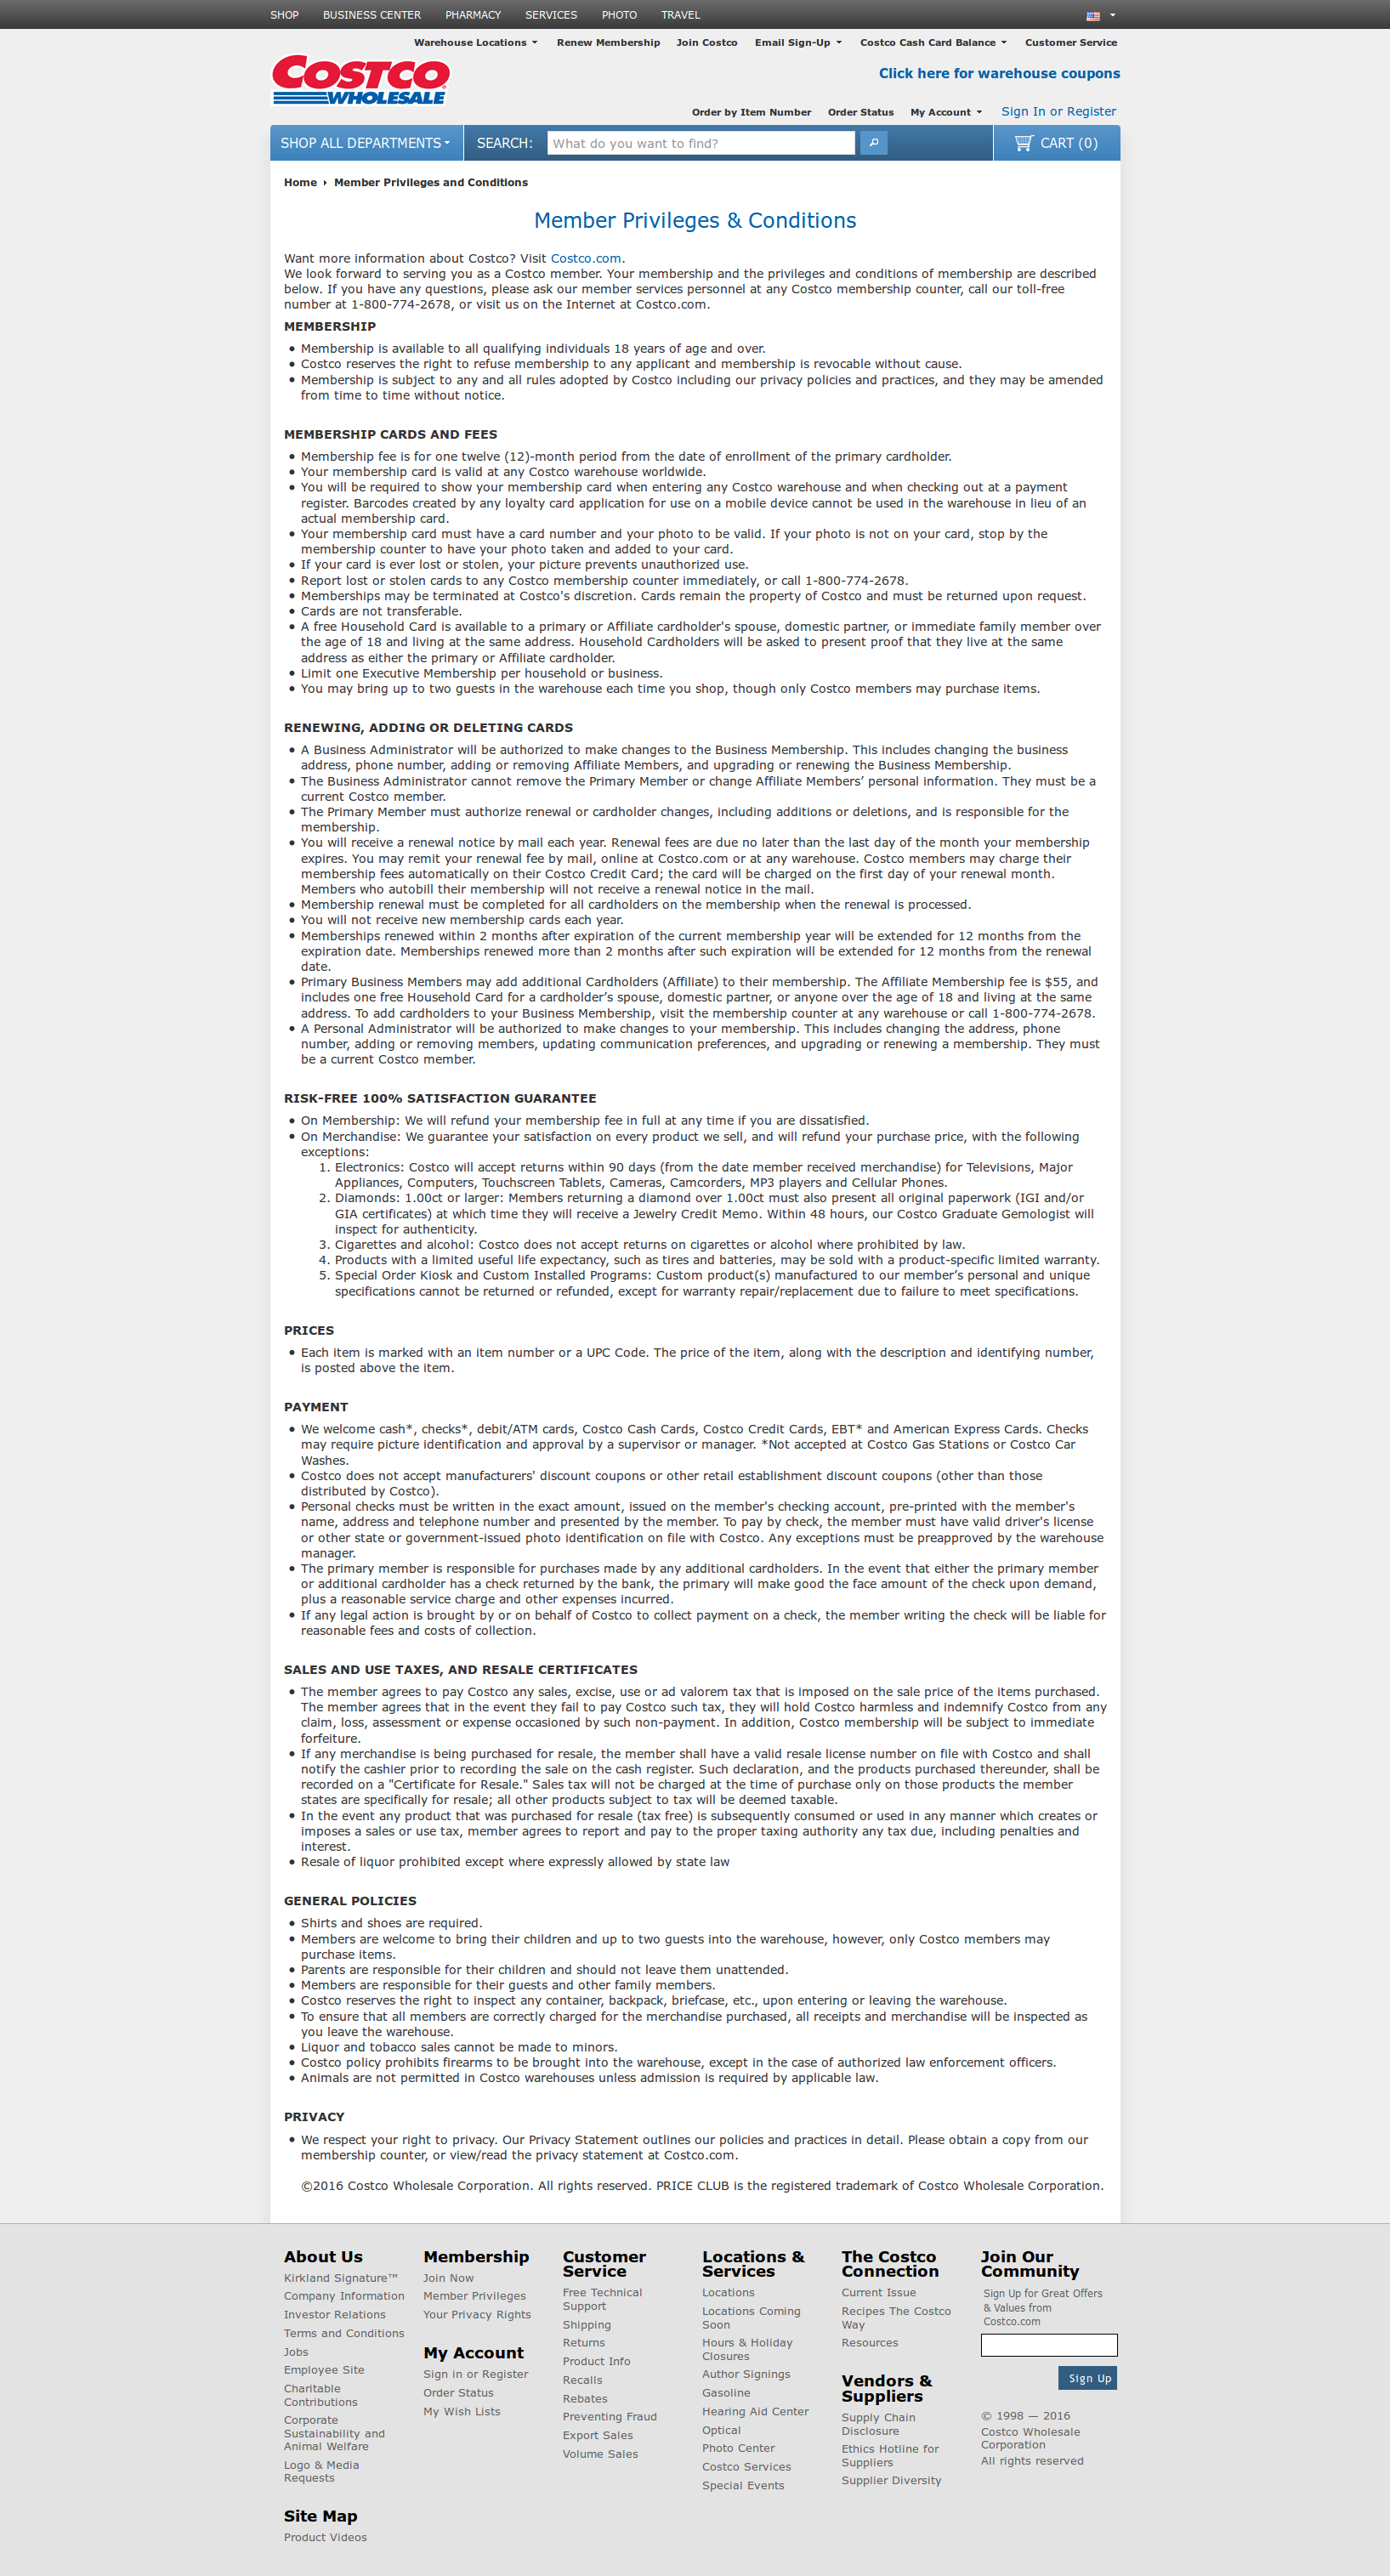 SHOP BUSINESS CENTER PHARMACY SERVICES PHOTO TRAVEL
Warehouse Locations Renew Membership Join Costco Email Sign-Up Costco Cash Card Balance Customer Service
COSTCO
WHOLESALE
Click here for warehouse coupons
Order by Item Number Order Status My Account Sign In or Register
SHOP ALL DEPARTMENTS SEARCH: What do you want to find? CART (0)
Home Member Privileges and Conditions
Member Privileges & Conditions
Want more information about Costco? Visit Costco.com.
We look forward to serving you as a Costco member. Your membership and the privileges and conditions of membership are described
below. If you have any questions, please ask our member services personnel at any Costco membership counter, call our toll-free
number at 1-800-774-2678, or visit us on the Internet at Costco.com.
MEMBERSHIP
• Membership is available to all qualifying individuals 18 years of age and over.
• Costco reserves the right to refuse membership to any applicant and membership is revocable without cause.
• Membership is subject to any and all rules adopted by Costco including our privacy policies and practices, and they may be amended
from time to time without notice.
MEMBERSHIP CARDS AND FEES
• Membership fee is for one twelve (12)-month period from the date of enrollment of the primary cardholder.
• Your membership card is valid at any Costco warehouse worldwide.
• You will be required to show your membership card when entering any Costco warehouse and when checking out at a payment
register. Barcodes created by any loyalty card application for use on a mobile device cannot be used in the warehouse in lieu of an
actual membership card.
• Your membership card must have a card number and your photo to be valid. If your photo is not on your card, stop by the
membership counter to have your photo taken and added to your card.
• If your card is ever lost or stolen, your picture prevents unauthorized use.
• Report lost or stolen cards to any Costco membership counter immediately, or call 1-800-774-2678.
• Memberships may be terminated at Costco's discretion. Cards remain the property of Costco and must be returned upon request.
• Cards are not transferable.
• A free Household Card is available to a primary or Affiliate cardholder's spouse, domestic partner, or immediate family member over
the age of 18 and living at the same address. Household Cardholders will be asked to present proof that they live at the same
address as either the primary or Affiliate cardholder.
• Limit one Executive Membership per household or business.
• You may bring up to two guests in the warehouse each time you shop, though only Costco members may purchase items.
RENEWING, ADDING OR DELETING CARDS
• A Business Administrator will be authorized to make changes to the Business Membership. This includes changing the business
address, phone number, adding or removing Affiliate Members, and upgrading or renewing the Business Membership.
• The Business Administrator cannot remove the Primary Member or change Affiliate Members’ personal information. They must be a
current Costco member.
• The Primary Member must authorize renewal or cardholder changes, including additions or deletions, and is responsible for the
membership.
• You will receive a renewal notice by mail each year. Renewal fees are due no later than the last day of the month your membership
expires. You may remit your renewal fee by mail, online at Costco.com or at any warehouse. Costco members may charge their
membership fees automatically on their Costco Credit Card; the card will be charged on the first day of your renewal month.
Members who autobill their membership will not receive a renewal notice in the mail.
• Membership renewal must be completed for all cardholders on the membership when the renewal is processed.
• You will not receive new membership cards each year.
• Memberships renewed within 2 months after expiration of the current membership year will be extended for 12 months from the
expiration date. Memberships renewed more than 2 months after such expiration will be extended for 12 months from the renewal
date.
• Primary Business Members may add additional Cardholders (Affiliate) to their membership. The Affiliate Membership fee is $55, and
includes one free Household Card for a cardholder’s spouse, domestic partner, or anyone over the age of 18 and living at the same
address. To add cardholders to your Business Membership, visit the membership counter at any warehouse or call 1-800-774-2678.
• A Personal Administrator will be authorized to make changes to your membership. This includes changing the address, phone
number, adding or removing members, updating communication preferences, and upgrading or renewing a membership. They must
be a current Costco member.
RISK-FREE 100% SATISFACTION GUARANTEE
• On Membership: We will refund your membership fee in full at any time if you are dissatisfied.
• On Merchandise: We guarantee your satisfaction on every product we sell, and will refund your purchase price, with the following
exceptions:
1. Electronics: Costco will accept returns within 90 days (from the date member received merchandise) for Televisions, Major
Appliances, Computers, Touchscreen Tablets, Cameras, Camcorders, MP3 players and Cellular Phones.
2. Diamonds: 1.00ct or larger: Members returning a diamond over 1.00ct must also present all original paperwork (IGI and/or
GIA certificates) at which time they will receive a Jewelry Credit Memo. Within 48 hours, our Costco Graduate Gemologist will
inspect for authenticity.
3. Cigarettes and alcohol: Costco does not accept returns on cigarettes or alcohol where prohibited by law.
4. Products with a limited useful life expectancy, such as tires and batteries, may be sold with a product-specific limited warranty.
5. Special Order Kiosk and Custom Installed Programs: Custom product(s) manufactured to our member’s personal and unique
specifications cannot be returned or refunded, except for warranty repair/replacement due to failure to meet specifications.
PRICES
• Each item is marked with an item number or a UPC Code. The price of the item, along with the description and identifying number,
is posted above the item.
PAYMENT
• We welcome cash*, checks*, debit/ATM cards, Costco Cash Cards, Costco Credit Cards, EBT* and American Express Cards. Checks
may require picture identification and approval by a supervisor or manager. *Not accepted at Costco Gas Stations or Costco Car
Washes.
• Costco does not accept manufacturers' discount coupons or other retail establishment discount coupons (other than those
distributed by Costco).
• Personal checks must be written in the exact amount, issued on the member's checking account, pre-printed with the member's
name, address and telephone number and presented by the member. To pay by check, the member must have valid driver's license
or other state or government-issued photo identification on file with Costco. Any exceptions must be preapproved by the warehouse
manager.
• The primary member is responsible for purchases made by any additional cardholders. In the event that either the primary member
or additional cardholder has a check returned by the bank, the primary will make good the face amount of the check upon demand,
plus a reasonable service charge and other expenses incurred.
• If any legal action is brought by or on behalf of Costco to collect payment on a check, the member writing the check will be liable for
reasonable fees and costs of collection.
SALES AND USE TAXES, AND RESALE CERTIFICATES
• The member agrees to pay Costco any sales, excise, use or ad valorem tax that is imposed on the sale price of the items purchased.
The member agrees that in the event they fail to pay Costco such tax, they will hold Costco harmless and indemnify Costco from any
claim, loss, assessment or expense occasioned by such non-payment. In addition, Costco membership will be subject to immediate
forfeiture.
• If any merchandise is being purchased for resale, the member shall have a valid resale license number on file with Costco and shall
notify the cashier prior to recording the sale on the cash register. Such declaration, and the products purchased thereunder, shall be
recorded on a "Certificate for Resale." Sales tax will not be charged at the time of purchase only on those products the member
states are specifically for resale; all other products subject to tax will be deemed taxable.
• In the event any product that was purchased for resale (tax free) is subsequently consumed or used in any manner which creates or
imposes a sales or use tax, member agrees to report and pay to the proper taxing authority any tax due, including penalties and
interest.
• Resale of liquor prohibited except where expressly allowed by state law
GENERAL POLICIES
• Shirts and shoes are required.
• Members are welcome to bring their children and up to two guests into the warehouse, however, only Costco members may
purchase items.
• Parents are responsible for their children and should not leave them unattended.
• Members are responsible for their guests and other family members.
• Costco reserves the right to inspect any container, backpack, briefcase, etc., upon entering or leaving the warehouse.
• To ensure that all members are correctly charged for the merchandise purchased, all receipts and merchandise will be inspected as
you leave the warehouse.
• Liquor and tobacco sales cannot be made to minors.
• Costco policy prohibits firearms to be brought into the warehouse, except in the case of authorized law enforcement officers.
• Animals are not permitted in Costco warehouses unless admission is required by applicable law.
PRIVACY
• We respect your right to privacy. Our Privacy Statement outlines our policies and practices in detail. Please obtain a copy from our
membership counter, or view/read the privacy statement at Costco.com.
©2016 Costco Wholesale Corporation. All rights reserved. PRICE CLUB is the registered trademark of Costco Wholesale Corporation.
About Us
Kirkland Signature™
Company Information
Investor Relations
Terms and Conditions
Jobs
Employee Site
Charitable
Contributions
Corporate
Sustainability and
Animal Welfare
Logo & Media
Requests
Site Map
Product Videos
Membership
Join Now
Member Privileges
Your Privacy Rights
My Account
Sign in or Register
Order Status
My Wish Lists
Customer
Service
Free Technical
Support
Shipping
Returns
Product Info
Recalls
Rebates
Preventing Fraud
Export Sales
Volume Sales
Locations &
Services
Locations
Locations Coming
Soon
Hours & Holiday
Closures
Author Signings
Gasoline
Hearing Aid Center
Optical
Photo Center
Costco Services
Special Events
The Costco
Connection
Current Issue
Recipes The Costco
Way
Resources
Vendors &
Suppliers
Supply Chain
Disclosure
Ethics Hotline for
Suppliers
Supplier Diversity
Join Our
Community
Sign Up for Great Offers
& Values from
Costco.com
Sign Up
© 1998 — 2016
Costco Wholesale
Corporation
All rights reserved